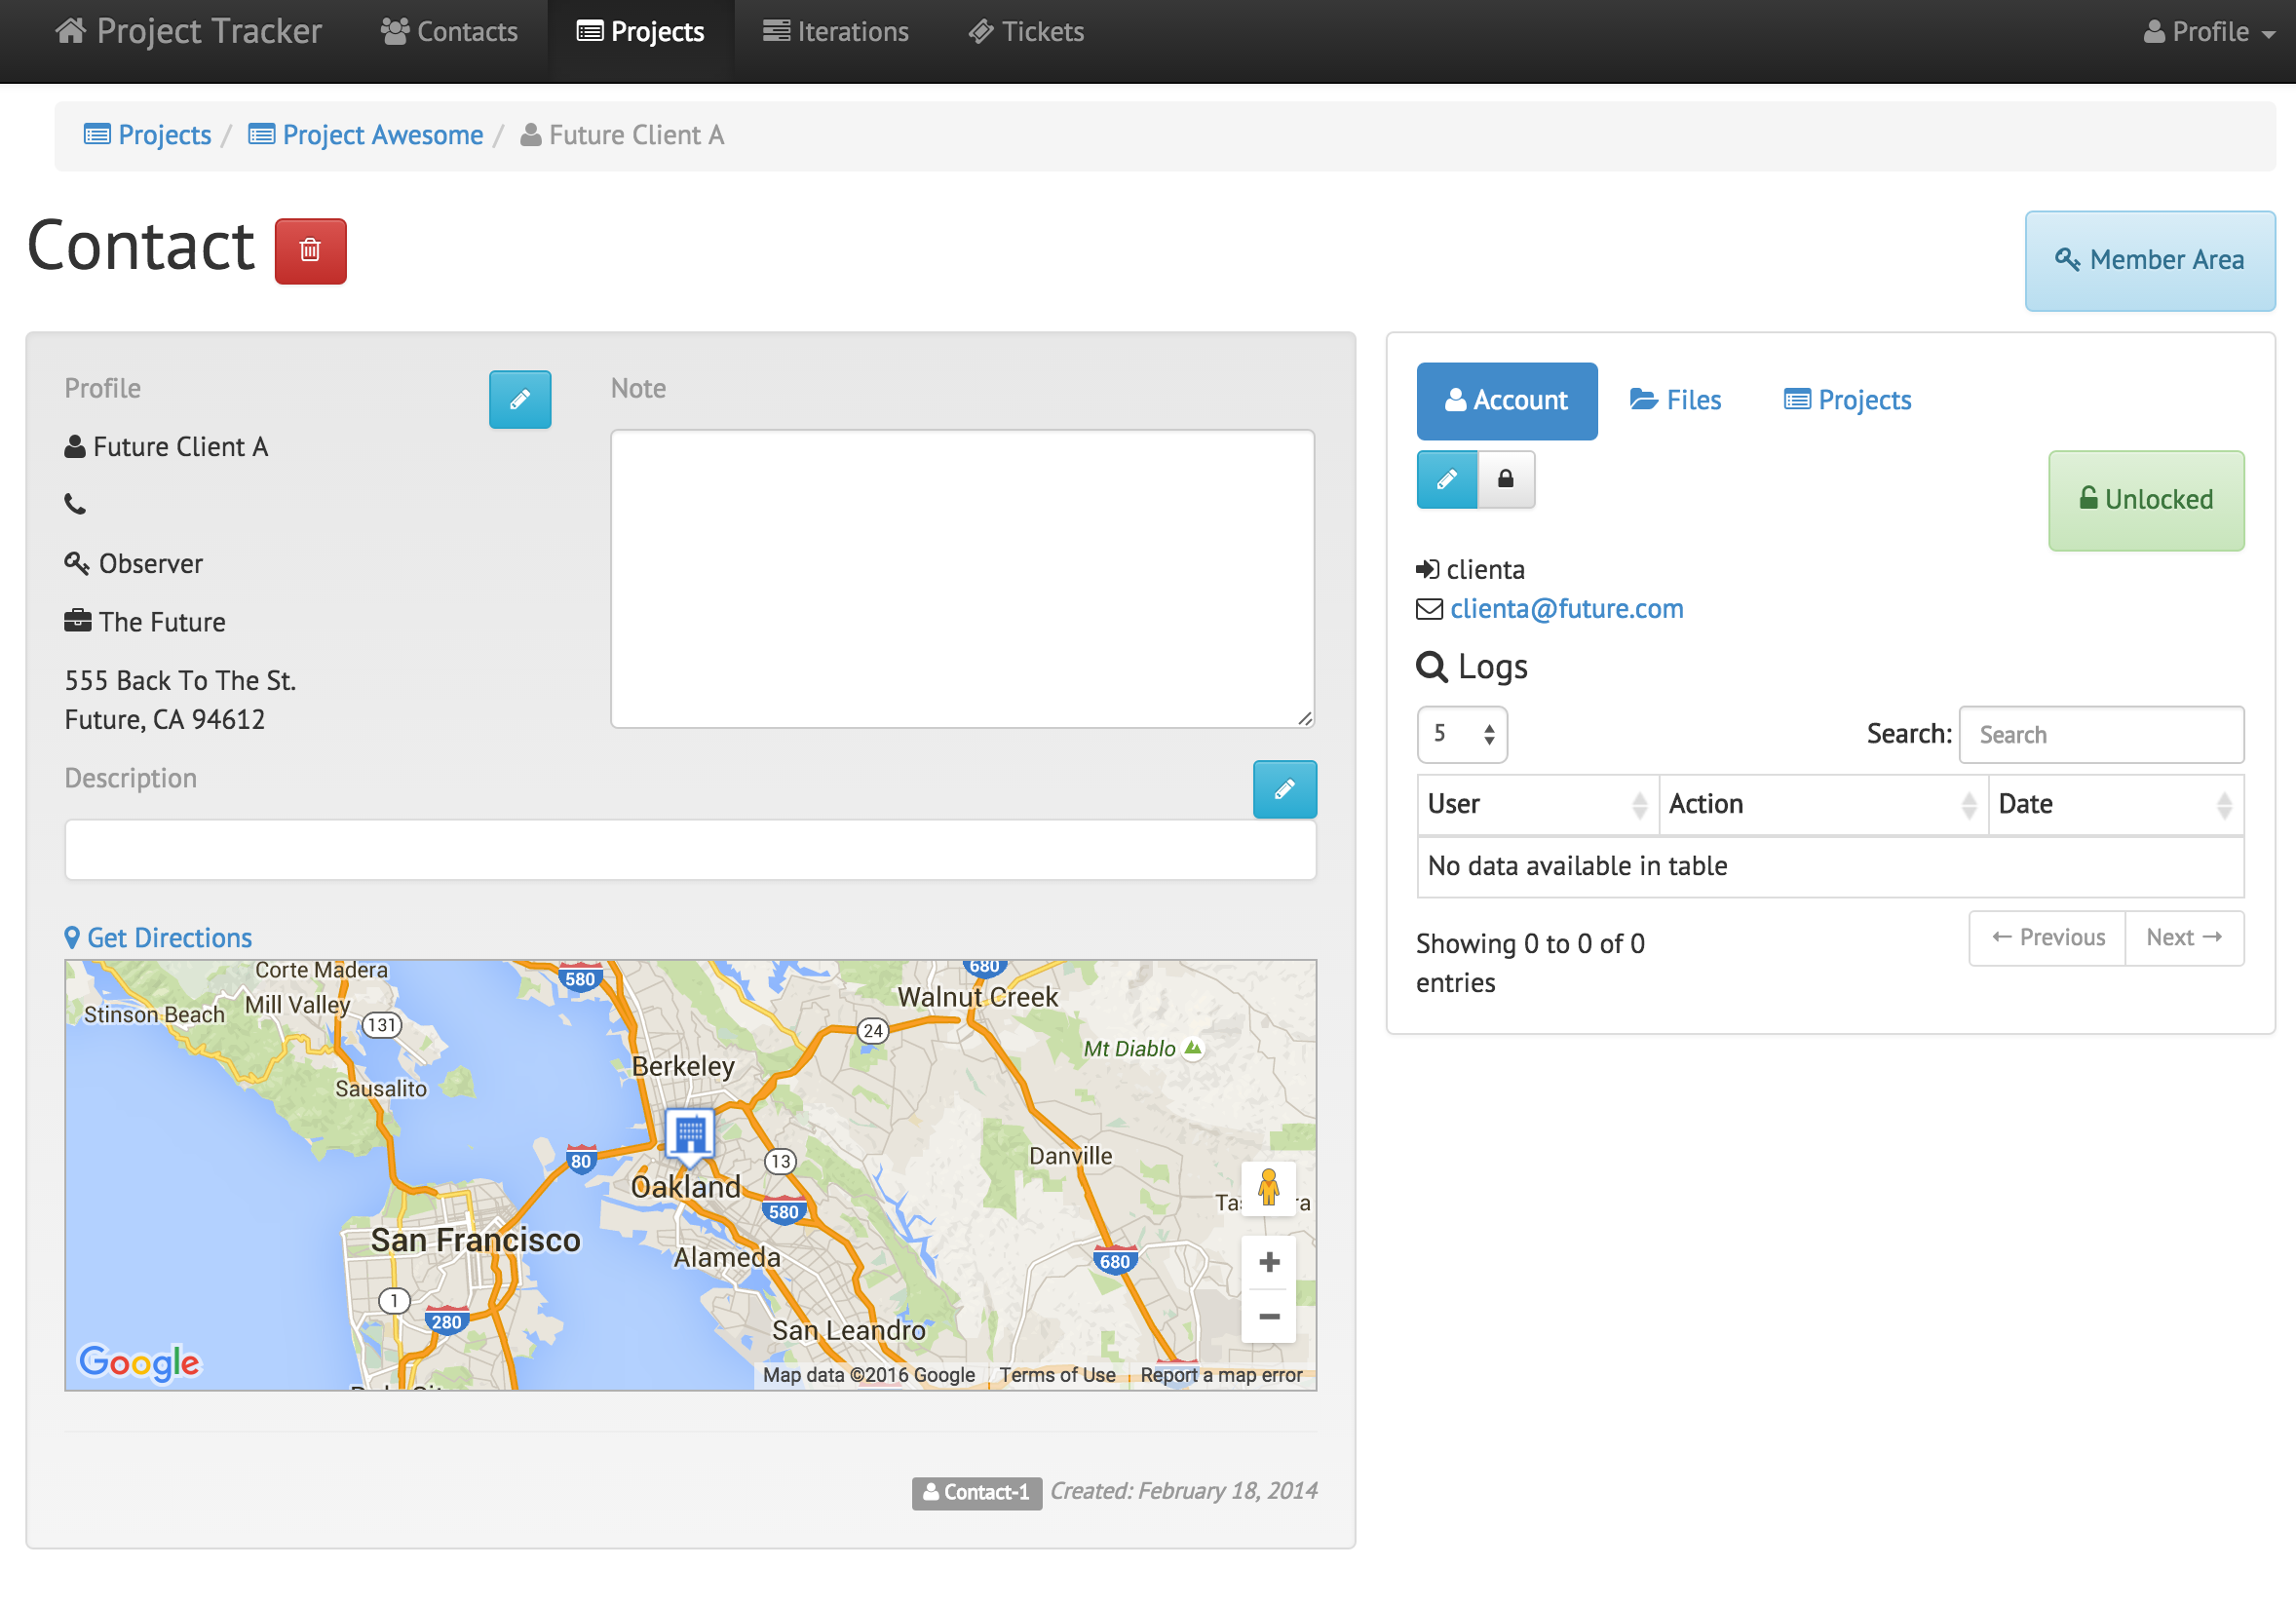 Project Tracker Contacts Projects Iterations Tickets Profile
Projects / Project Awesome / Future Client A
Contact
Member Area
Profile
Note
Future Client A
Observer
The Future
555 Back To The St.
Future, CA 94612
Description
Get Directions
Corte Madera
Mill Valley
Stinson Beach
131
Sausalito
580
680
Walnut Creek
24
Mt Diablo
Berkeley
80
13
Oakland
Danville
580
San Francisco
Alameda
680
1
280
San Leandro
Google
Map data ©2016 Google Terms of Use Report a map error
Contact-1 Created: February 18, 2014
Account Files Projects
Unlocked
clienta
clienta@future.com
Logs
5 Search: Search
User Action Date
No data available in table
Showing 0 to 0 of 0
entries
← Previous Next →